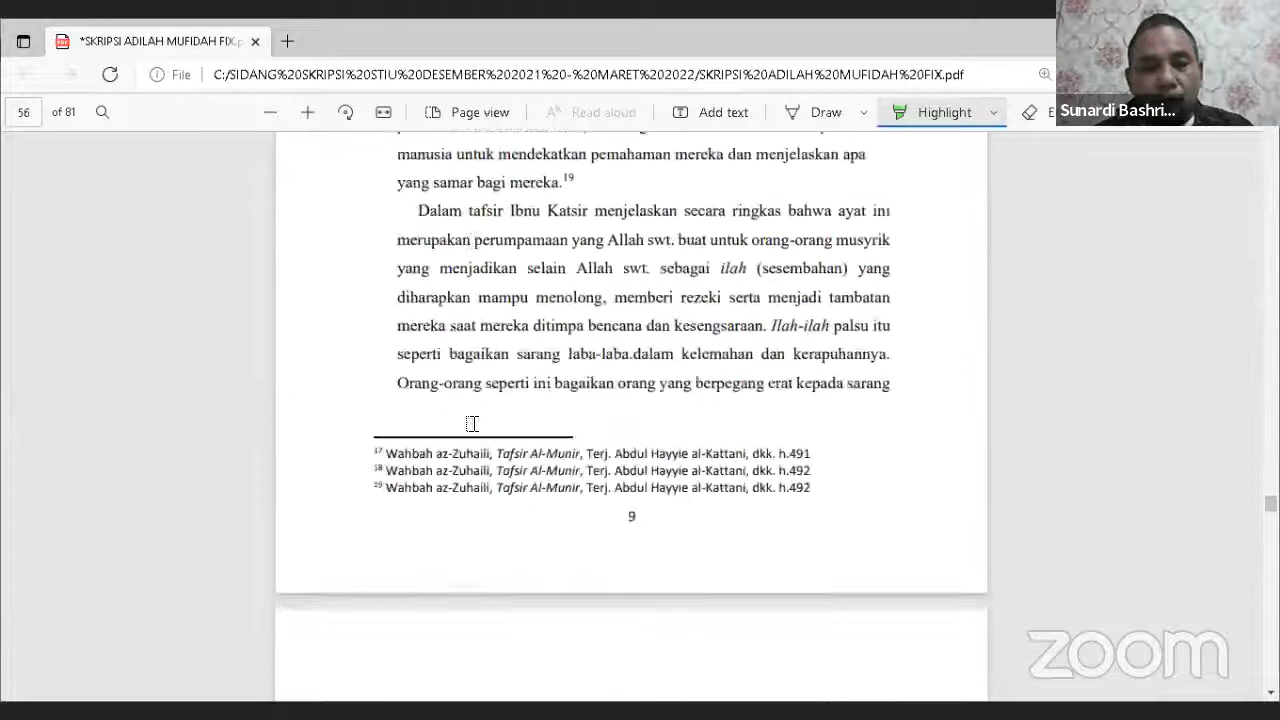 *SKRIPSI ADILAH MUFIDAH FIX.p
File C:/SIDANG%20SKRIPSI%20STIU%20DESEMBER%202021%20-%20MARET%202022/SKRIPSI%20ADILAH%20MUFIDAH%20FIX.pdf
56 of 81 Page view Read aloud Add text Draw Highlight
Sunardi Bashri...
manusia untuk mendekatkan pemahaman mereka dan menjelaskan apa
yang samar bagi mereka.19
Dalam tafsir Ibnu Katsir menjelaskan secara ringkas bahwa ayat ini
merupakan perumpamaan yang Allah swt. buat untuk orang-orang musyrik
yang menjadikan selain Allah swt. sebagai ilah (sesembahan) yang
diharapkan mampu menolong, memberi rezeki serta menjadi tambatan
mereka saat mereka ditimpa bencana dan kesengsaraan. Ilah-ilah palsu itu
seperti bagaikan sarang laba-laba.dalam kelemahan dan kerapuhannya.
Orang-orang seperti ini bagaikan orang yang berpegang erat kepada sarang
17 Wahbah az-Zuhaili, Tafsir Al-Munir, Terj. Abdul Hayyie al-Kattani, dkk. h.491
18 Wahbah az-Zuhaili, Tafsir Al-Munir, Terj. Abdul Hayyie al-Kattani, dkk. h.492
19 Wahbah az-Zuhaili, Tafsir Al-Munir, Terj. Abdul Hayyie al-Kattani, dkk. h.492
9
zoom